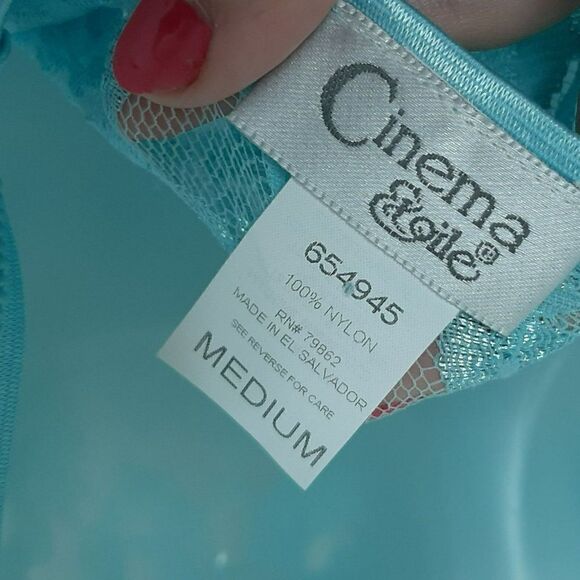 Cinema
Etoile®
654945
100% NYLON
RN# 79862
MADE IN EL SALVADOR
SEE REVERSE FOR CARE
MEDIUM